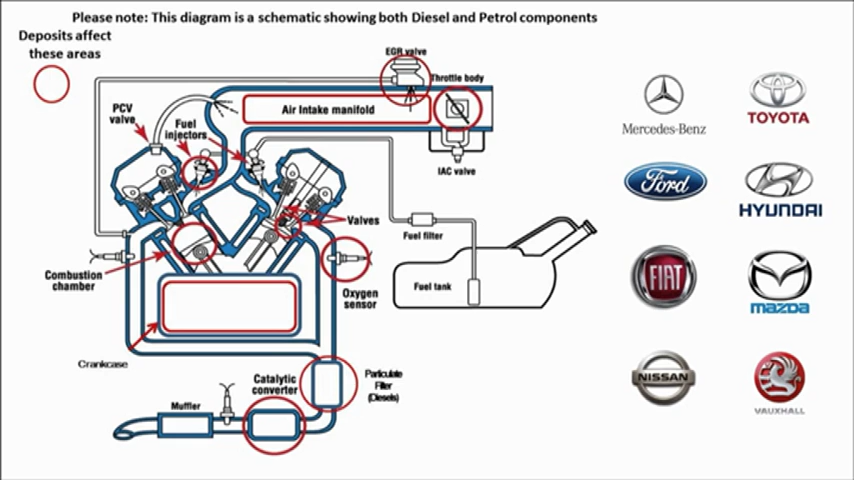 Please note: This diagram is a schematic showing both Diesel and Petrol components
Deposits affect
these areas
EGR valve
Throttle body
Air Intake manifold
PCV
valve
Fuel
injectors
IAC valve
Valves
Fuel filter
Combustion
chamber
Oxygen
sensor
Fuel tank
Crankcase
Catalytic
converter
Particulate
Filter
(Diesels)
Muffler
Mercedes-Benz
TOYOTA
Ford
HYUNDAI
FIAT
mazda
NISSAN
VAUXHALL